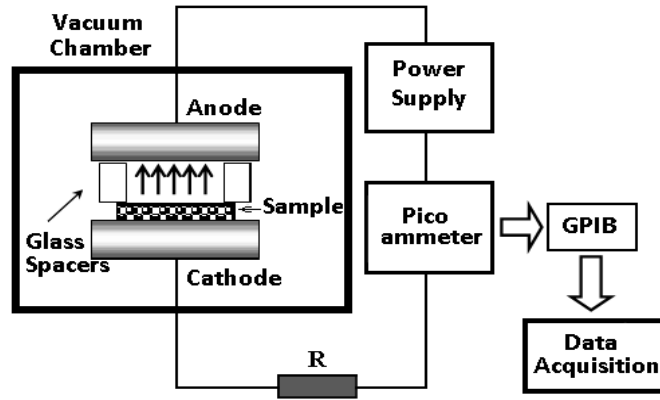 Vacuum
Chamber
Power
Supply
Anode
Sample
Glass
Spacers
Cathode
Pico
ammeter
GPIB
Data
Acquisition
R